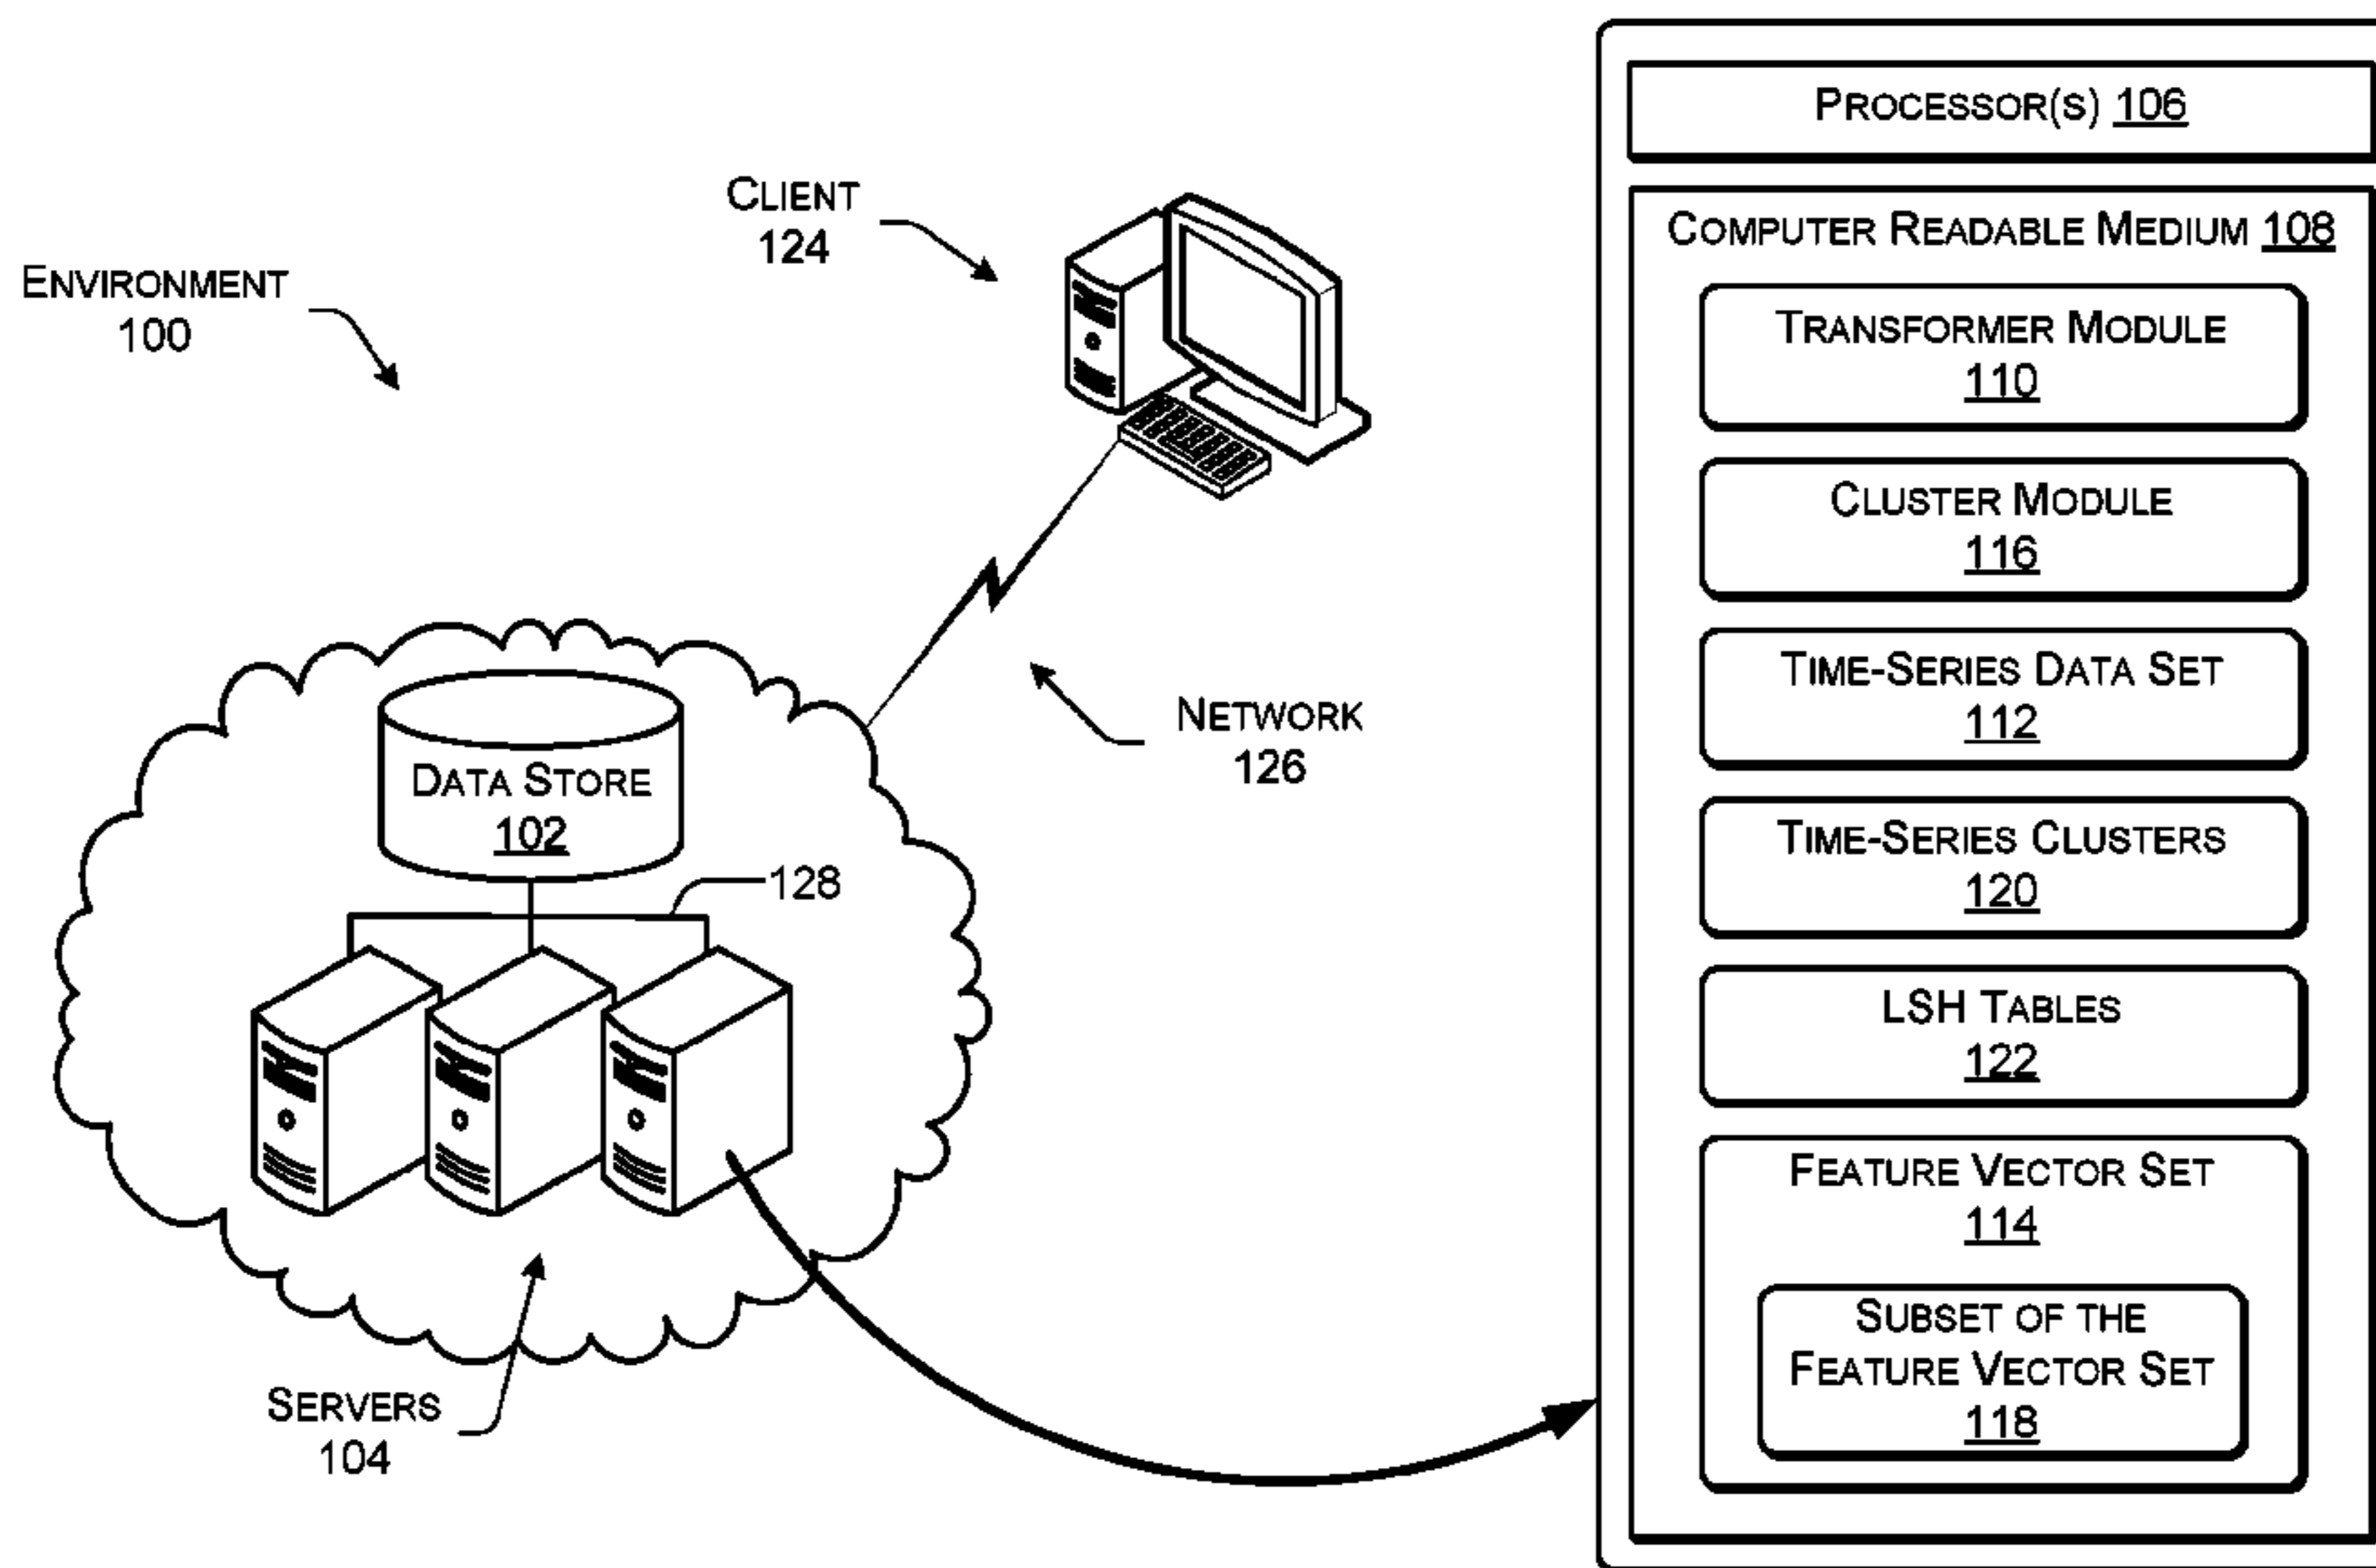 ENVIRONMENT
100
CLIENT
124
NETWORK
126
DATA STORE
102
128
SERVERS
104
PROCESSOR(S) 106
COMPUTER READABLE MEDIUM 108
TRANSFORMER MODULE
110
CLUSTER MODULE
116
TIME-SERIES DATA SET
112
TIME-SERIES CLUSTERS
120
LSH TABLES
122
FEATURE VECTOR SET
114
SUBSET OF THE
FEATURE VECTOR SET
118